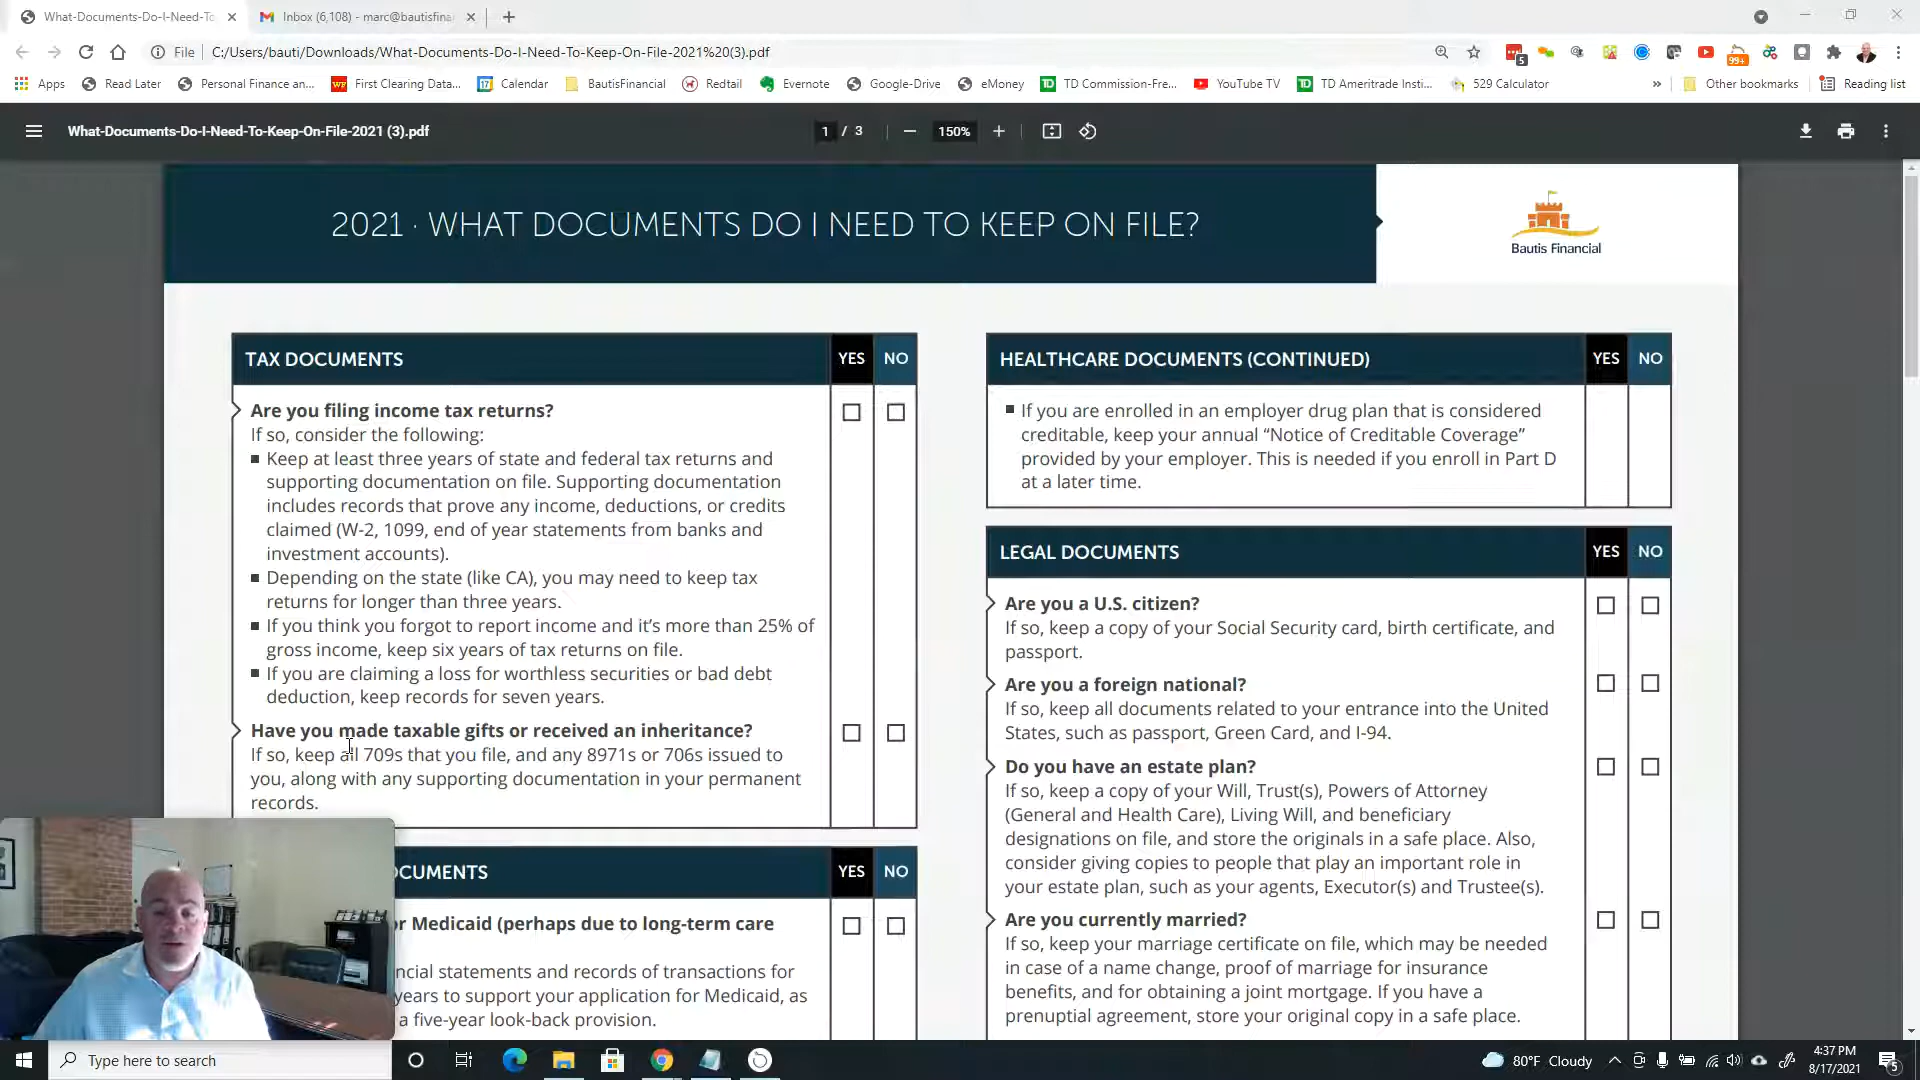 What-Documents-Do-I-Need-To
Inbox (6,108) - marc@bautisfina
File
C:/Users/bauti/Downloads/What-Documents-Do-I-Need-To-Keep-On-File-2021%20(3).pdf
5
99+
Apps
Read Later
Personal Finance an...
WF
First Clearing Data...
17
Calendar
BautisFinancial
Redtail
Evernote
Google-Drive
eMoney
TD
TD Commission-Fre...
YouTube TV
TD
TD Ameritrade Insti...
529 Calculator
»
Other bookmarks
Reading list
What-Documents-Do-I-Need-To-Keep-On-File-2021 (3).pdf
1 / 3
150%
2021 · WHAT DOCUMENTS DO I NEED TO KEEP ON FILE?
Bautis Financial
TAX DOCUMENTS YES NO
Are you filing income tax returns?
If so, consider the following:
Keep at least three years of state and federal tax returns and
supporting documentation on file. Supporting documentation
includes records that prove any income, deductions, or credits
claimed (W-2, 1099, end of year statements from banks and
investment accounts).
Depending on the state (like CA), you may need to keep tax
returns for longer than three years.
If you think you forgot to report income and it's more than 25% of
gross income, keep six years of tax returns on file.
If you are claiming a loss for worthless securities or bad debt
deduction, keep records for seven years.
Have you made taxable gifts or received an inheritance?
If so, keep all 709s that you file, and any 8971s or 706s issued to
you, along with any supporting documentation in your permanent
records.
CUMENTS YES NO
or Medicaid (perhaps due to long-term care
ncial statements and records of transactions for
years to support your application for Medicaid, as
a five-year look-back provision.
HEALTHCARE DOCUMENTS (CONTINUED) YES NO
If you are enrolled in an employer drug plan that is considered
creditable, keep your annual “Notice of Creditable Coverage”
provided by your employer. This is needed if you enroll in Part D
at a later time.
LEGAL DOCUMENTS YES NO
Are you a U.S. citizen?
If so, keep a copy of your Social Security card, birth certificate, and
passport.
Are you a foreign national?
If so, keep all documents related to your entrance into the United
States, such as passport, Green Card, and I-94.
Do you have an estate plan?
If so, keep a copy of your Will, Trust(s), Powers of Attorney
(General and Health Care), Living Will, and beneficiary
designations on file, and store the originals in a safe place. Also,
consider giving copies to people that play an important role in
your estate plan, such as your agents, Executor(s) and Trustee(s).
Are you currently married?
If so, keep your marriage certificate on file, which may be needed
in case of a name change, proof of marriage for insurance
benefits, and for obtaining a joint mortgage. If you have a
prenuptial agreement, store your original copy in a safe place.
Type here to search
80°F Cloudy
4:37 PM
8/17/2021
5